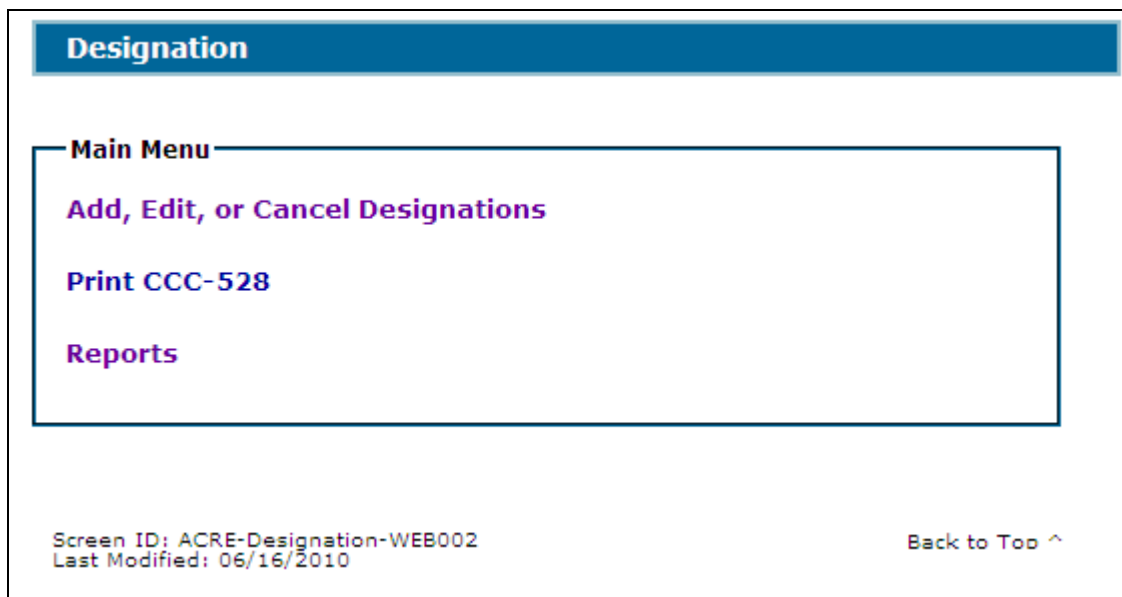 Designation
Main Menu
Add, Edit, or Cancel Designations
Print CCC-528
Reports
Screen ID: ACRE-Designation-WEB002
Back to Top ^
Last Modified: 06/16/2010